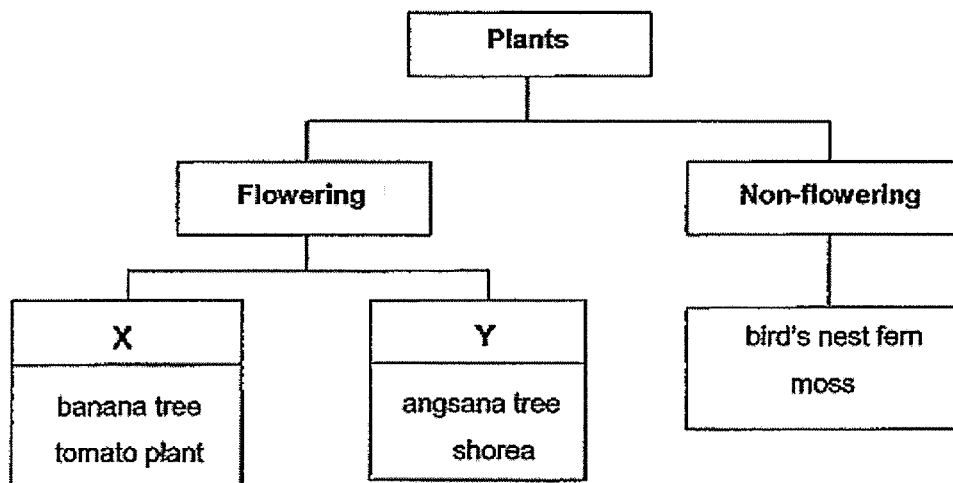 Plants
Flowering
Non-flowering
X
banana tree
tomato plant
Y
angsana tree
shorea
bird's nest fern
moss